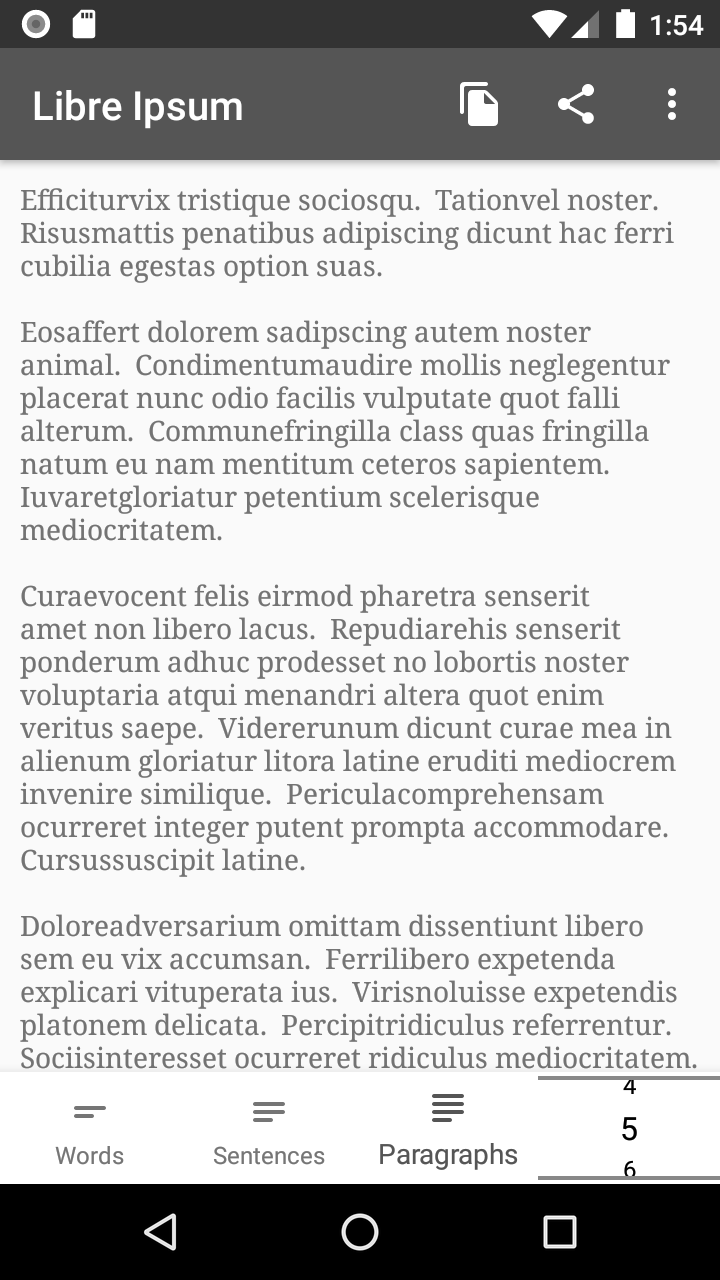 1:54
Libre Ipsum
Efficiturvix tristique sociosqu.  Tationvel noster.
Risusmattis penatibus adipiscing dicunt hac ferri
cubilia egestas option suas.
Eosaffert dolorem sadipscing autem noster
animal.  Condimentumaudire mollis neglegentur
placerat nunc odio facilis vulputate quot falli
alterum.  Communefringilla class quas fringilla
natum eu nam mentitum ceteros sapientem.
Iuvaretgloriatur petentium scelerisque
mediocritatem.
Curaevocent felis eirmod pharetra senserit
amet non libero lacus.  Repudiarehis senserit
ponderum adhuc prodesset no lobortis noster
voluptaria atqui menandri altera quot enim
veritus saepe.  Videreunum dicunt curae mea in
alienum gloriatur litora latine eruditi mediocrem
invenire similique.  Periculacomprehensam
ocurreret integer putent prompta accommodare.
Cursussuscipit latine.
Doloreadversarium omittam dissentiunt libero
sem eu vix accumsan.  Ferrilibero expetenda
explicari vituperata ius.  Virisnoluisse expetendis
platonem delicata.  Percipitridiculus referrentur.
Sociisinteresset ocurreret ridiculus mediocritatem.
4
Words
Sentences
Paragraphs
5
6